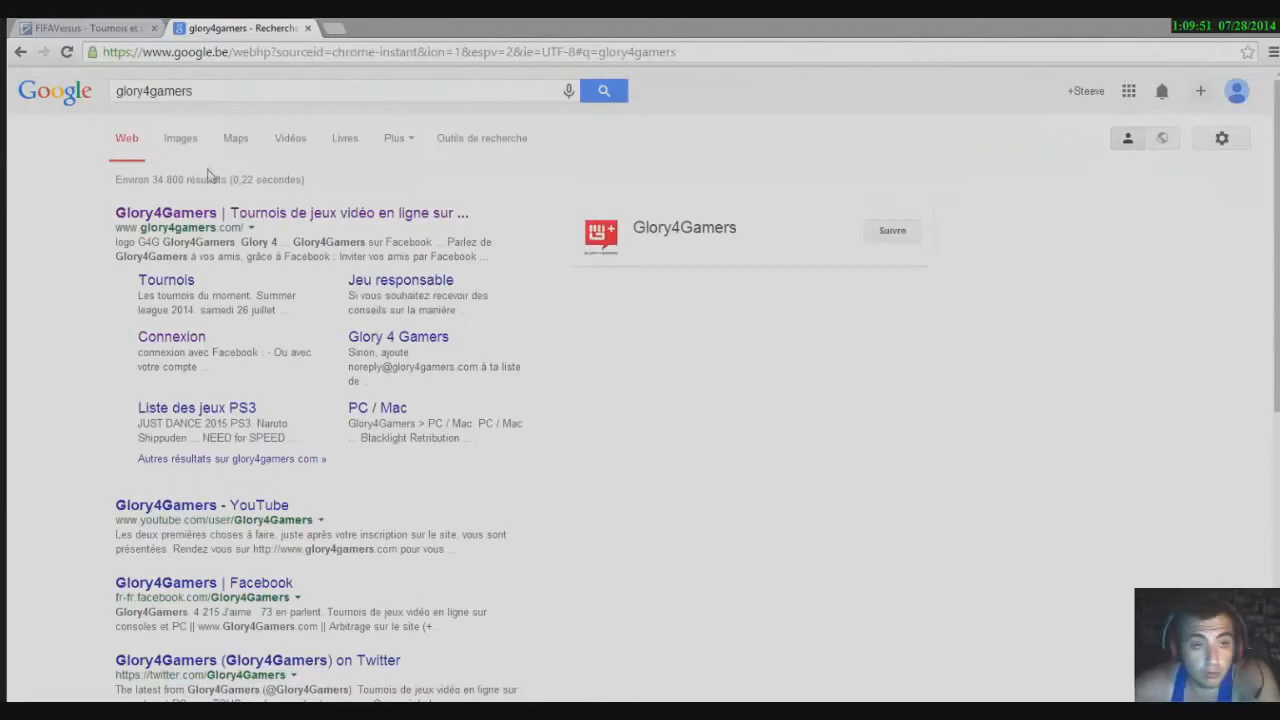 FIFAVersus - Tournois et
glory4gamers - Recherch
1:09:51 07/28/2014
https://www.google.be/webhp?sourceid=chrome-instant&ion=1&espv=2&ie=UTF-8#q=glory4gamers
Google
glory4gamers
+Steeve
Web Images Maps Vidéos Livres Plus Outils de recherche
Environ 34 800 résultats (0,22 secondes)
Glory4Gamers | Tournois de jeux vidéo en ligne sur ...
www.glory4gamers.com/
logo G4G Glory4Gamers. Glory 4 ... Glory4Gamers sur Facebook ... Parlez de
Glory4Gamers à vos amis, grâce à Facebook . Inviter vos amis par Facebook ...
Tournois
Les tournois du moment. Summer
league 2014. samedi 26 juillet ...
Jeu responsable
Si vous souhaitez recevoir des
conseils sur la manière ...
Connexion
connexion avec Facebook : - Ou avec
votre compte ...
Glory 4 Gamers
Sinon, ajoute
noreply@glory4gamers.com à ta liste
de ...
Liste des jeux PS3
JUST DANCE 2015 PS3. Naruto
Shippuden ... NEED for SPEED ...
PC / Mac
Glory4Gamers > PC / Mac. PC / Mac
... Blacklight Retribution ...
Autres résultats sur glory4gamers.com »
Glory4Gamers
Suivre
Glory4Gamers - YouTube
www.youtube.com/user/Glory4Gamers
Les deux premières choses à faire, juste après votre inscription sur le site, vous sont
présentées. Rendez vous sur http://www.glory4gamers.com pour vous ...
Glory4Gamers | Facebook
fr-fr.facebook.com/Glory4Gamers
Glory4Gamers. 4 215 J'aime · 73 en parlent. Tournois de jeux vidéo en ligne sur
consoles et PC || www.Glory4Gamers.com || Arbitrage sur le site (+...
Glory4Gamers (Glory4Gamers) on Twitter
https://twitter.com/Glory4Gamers
The latest from Glory4Gamers (@Glory4Gamers). Tournois de jeux vidéo en ligne sur